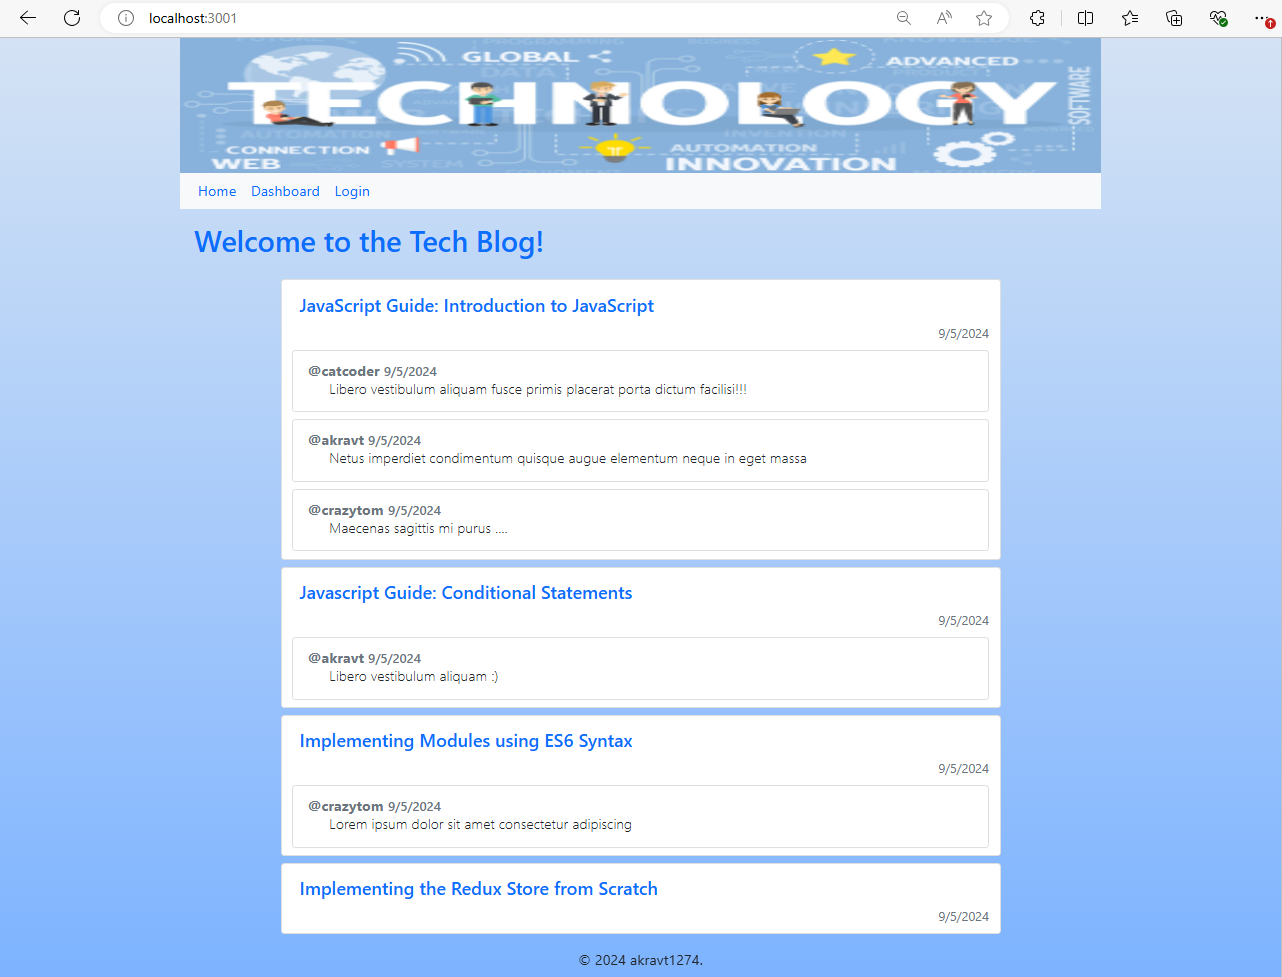 localhost:3001
GLOBAL
DATA
ADVANCED
TECHNOLOGY
SOFTWARE
AUTOMATION
INVENTION
CONNECTION
AUTOMATION
WEB
SYSTEM
INNOVATION
Home Dashboard Login
Welcome to the Tech Blog!
JavaScript Guide: Introduction to JavaScript
9/5/2024
@catcoder 9/5/2024
Libero vestibulum aliquam fusce primis placerat porta dictum facilisi!!!
@akravt 9/5/2024
Netus imperdiet condimentum quisque augue elementum neque in eget massa
@crazytom 9/5/2024
Maecenas sagittis mi purus ....
Javascript Guide: Conditional Statements
9/5/2024
@akravt 9/5/2024
Libero vestibulum aliquam :)
Implementing Modules using ES6 Syntax
9/5/2024
@crazytom 9/5/2024
Lorem ipsum dolor sit amet consectetur adipiscing
Implementing the Redux Store from Scratch
9/5/2024
© 2024 akravt1274.